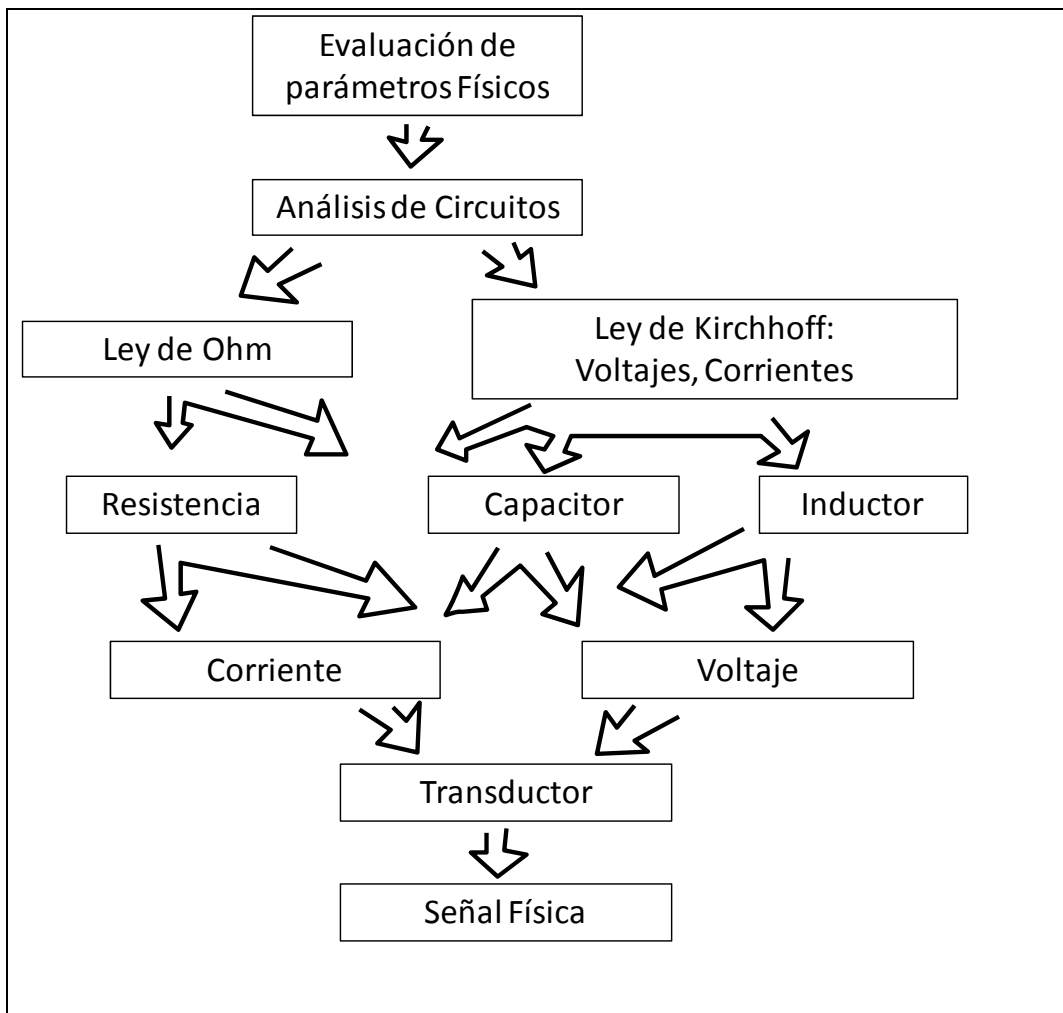 Evaluación de
parámetros Físicos
Análisis de Circuitos
Ley de Ohm
Ley de Kirchhoff:
Voltajes, Corrientes
Resistencia
Capacitor
Inductor
Corriente
Voltaje
Transductor
Señal Física